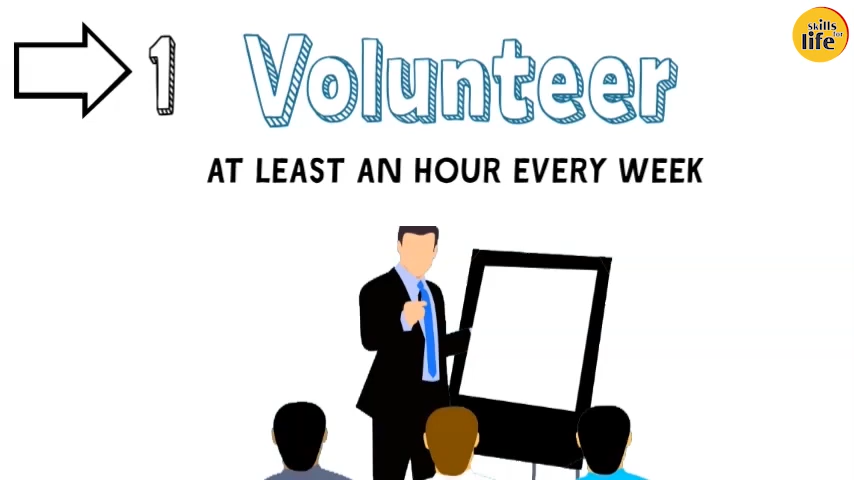 1 Volunteer
AT LEAST AN HOUR EVERY WEEK
skills
for
life